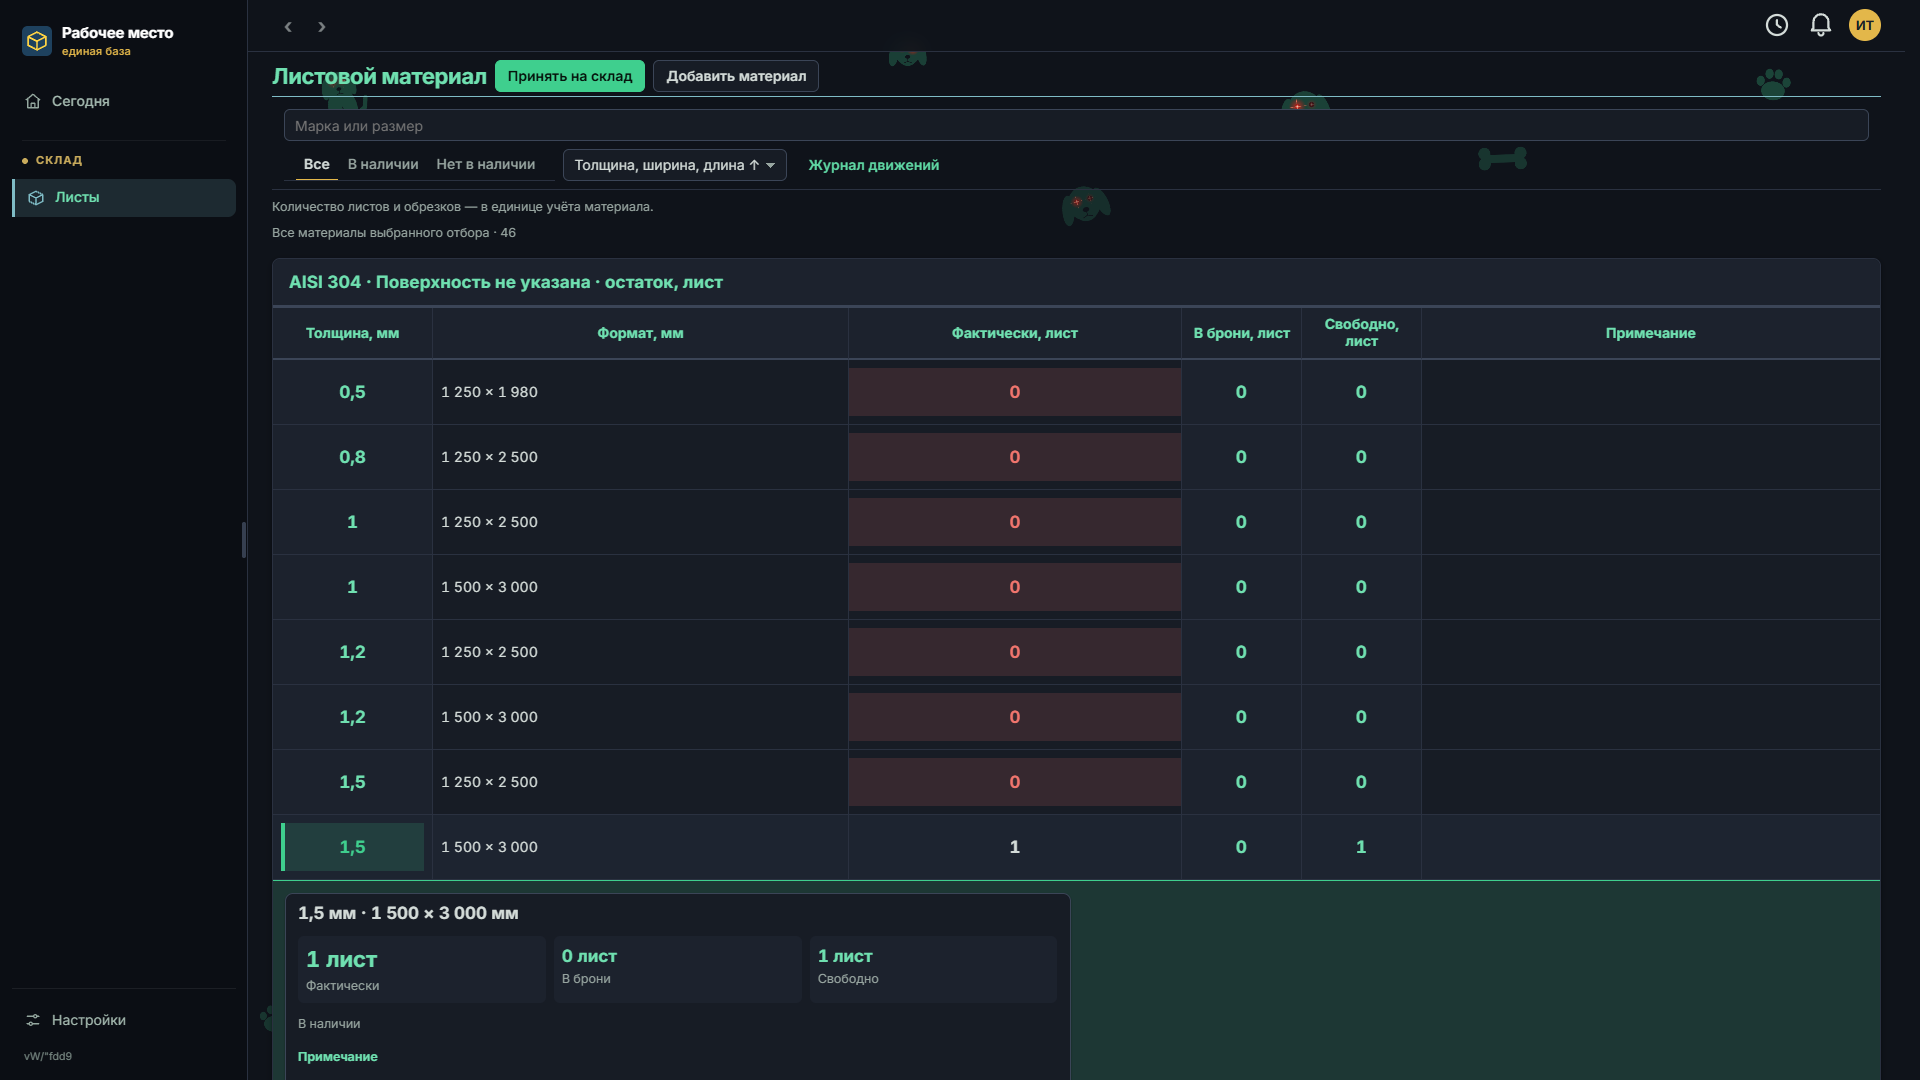 Рабочее место
единая база
Сегодня
СКЛАД
Листы
Настройки
vW/"fdd9
ИТ
Листовой материал
Принять на склад
Добавить материал
Марка или размер
Все
В наличии
Нет в наличии
Толщина, ширина, длина ↑
Журнал движений
Количество листов и обрезков — в единице учёта материала.
Все материалы выбранного отбора · 46
AISI 304 · Поверхность не указана · остаток, лист
Толщина, мм Формат, мм Фактически, лист В брони, лист Свободно, лист Примечание
0,5 1 250 × 1 980 0 0 0
0,8 1 250 × 2 500 0 0 0
1 1 250 × 2 500 0 0 0
1 1 500 × 3 000 0 0 0
1,2 1 250 × 2 500 0 0 0
1,2 1 500 × 3 000 0 0 0
1,5 1 250 × 2 500 0 0 0
1,5 1 500 × 3 000 1 0 1
1,5 мм · 1 500 × 3 000 мм
1 лист 0 лист 1 лист
Фактически В брони Свободно
В наличии
Примечание